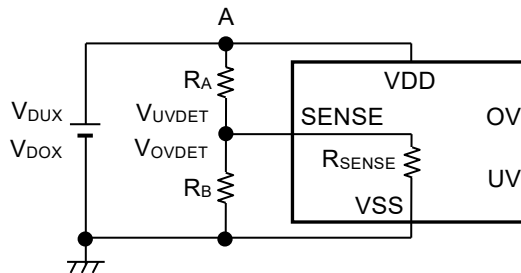 A
RA
VDD
VDUX
VUVDET
SENSE
OV
VDOX
VOVDET
RSENSE
RB
UV
VSS